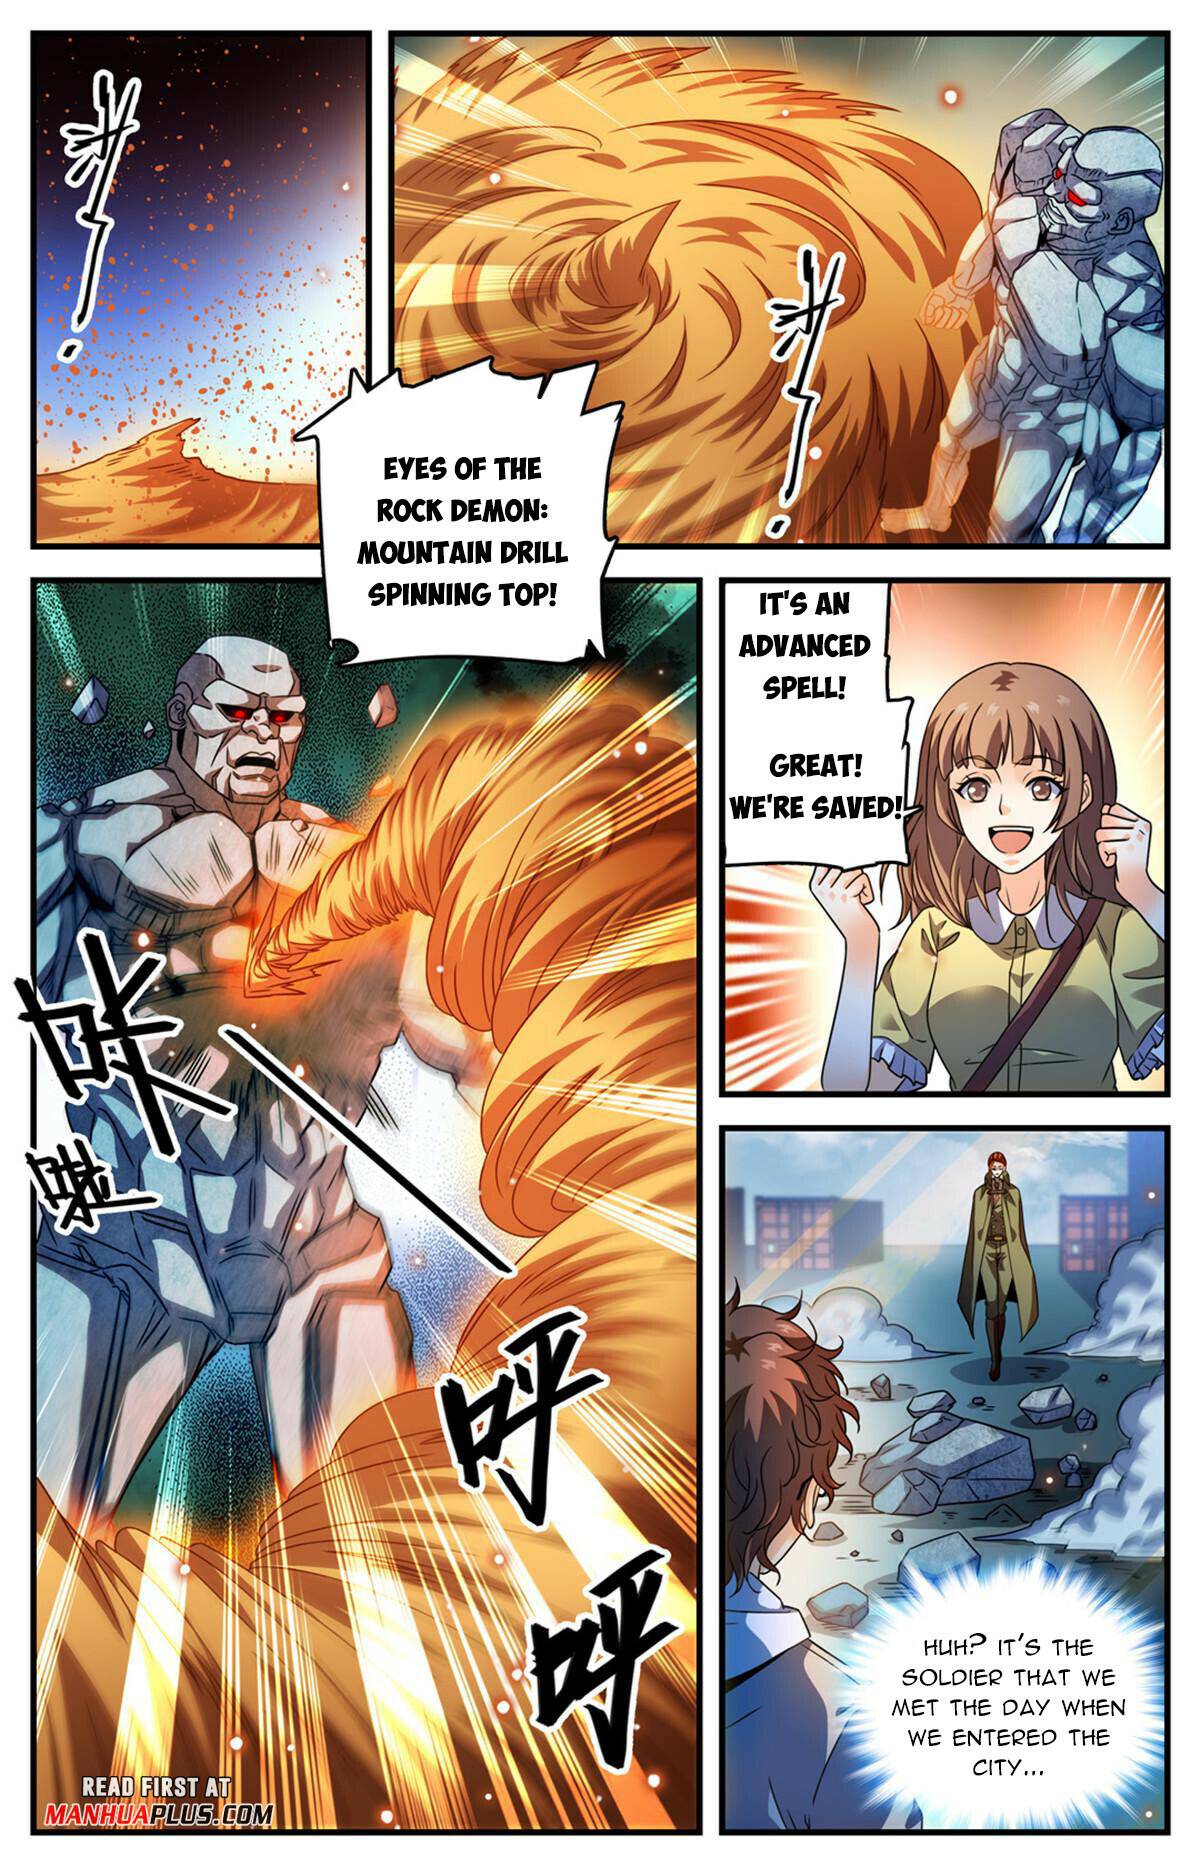 EYES OF THE
ROCK DEMON:
MOUNTAIN DRILL
SPINNING TOP!
IT'S AN
ADVANCED
SPELL!
GREAT!
WE'RE SAVED!
呼
呼
HUH? IT'S THE
SOLDIER THAT WE
MET THE DAY WHEN
WE ENTERED THE
CITY...
READ FIRST AT
MANHUAPLUS.COM